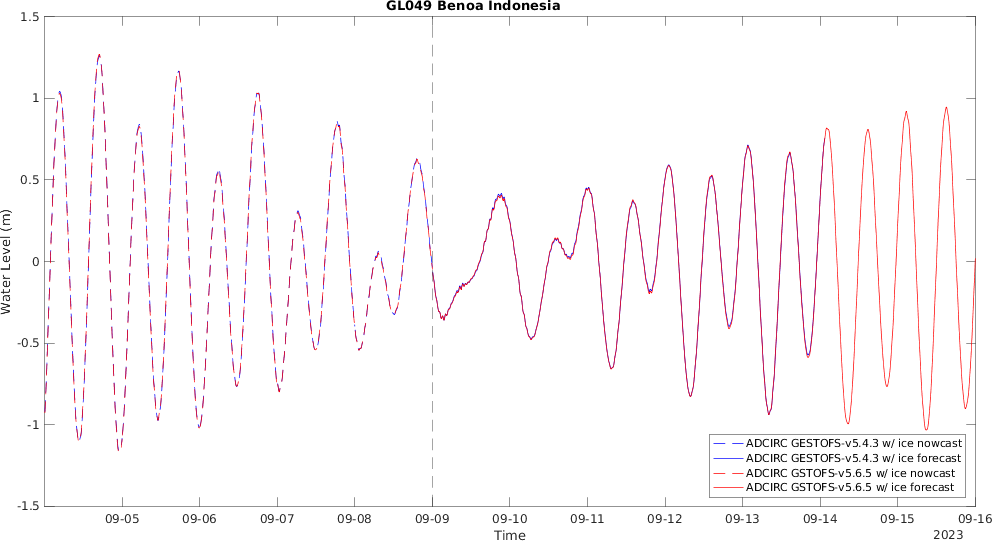 GL049 Benoa Indonesia
1.5
1
0.5
0
-0.5
-1
-1.5
Water Level (m)
09-05 09-06 09-07 09-08 09-09 09-10 09-11 09-12 09-13 09-14 09-15 09-16
Time
2023
ADCIRC GESTOFS-v5.4.3 w/ ice nowcast
ADCIRC GESTOFS-v5.4.3 w/ ice forecast
ADCIRC GSTOFS-v5.6.5 w/ ice nowcast
ADCIRC GSTOFS-v5.6.5 w/ ice forecast